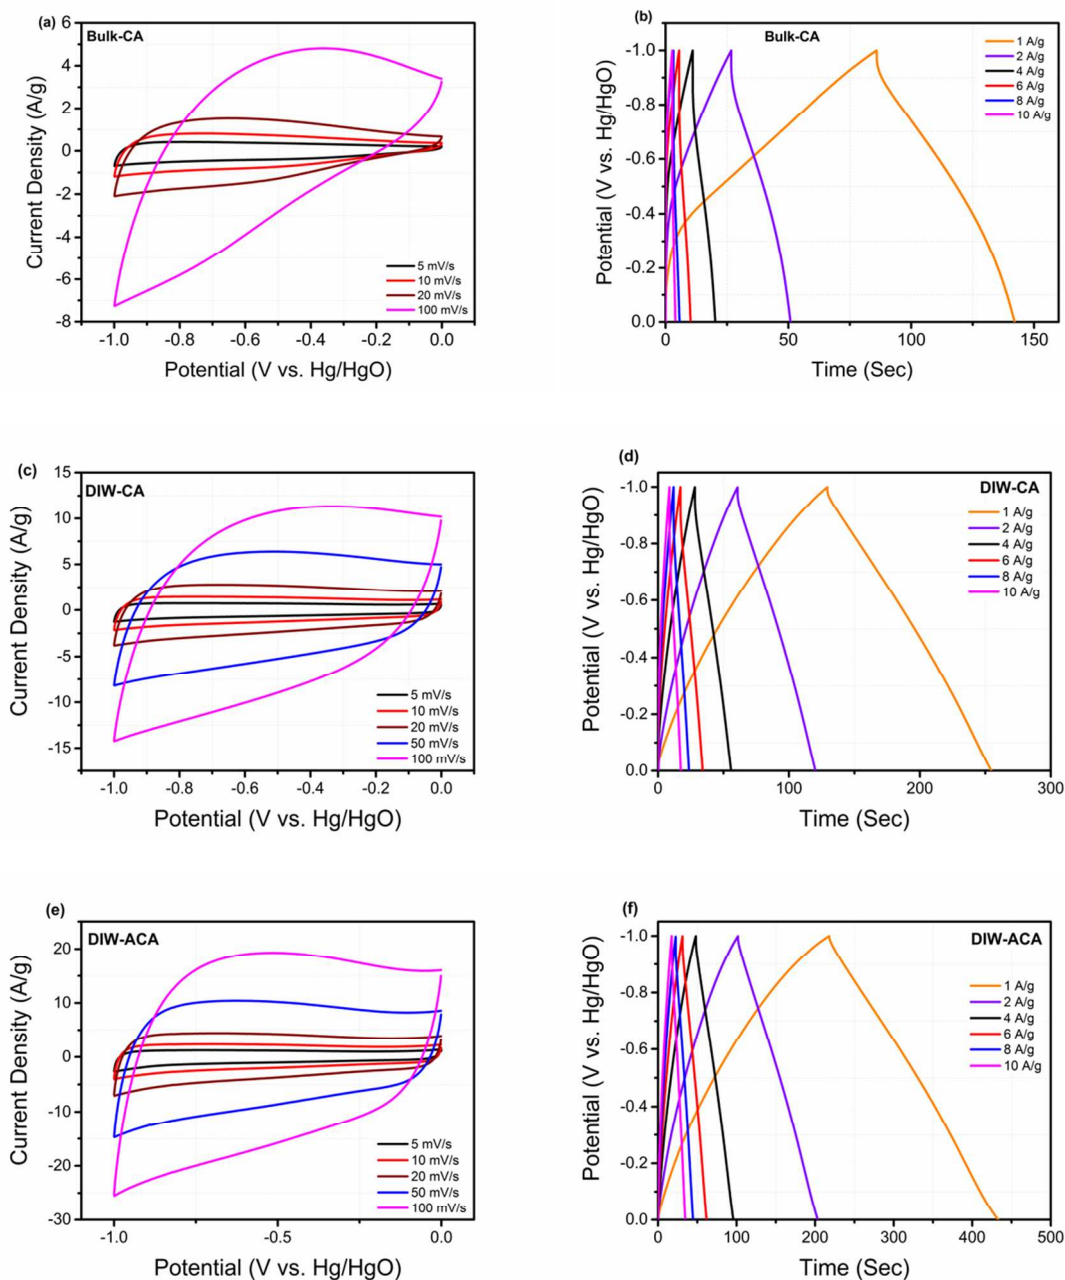 (a)
Bulk-CA
Current Density (A/g)
6
4
2
0
-2
-4
-6
-8
-1.0 -0.8 -0.6 -0.4 -0.2 0.0
Potential (V vs. Hg/HgO)
5 mV/s
10 mV/s
20 mV/s
100 mV/s
(b)
Bulk-CA
Potential (V vs. Hg/HgO)
-1.0
-0.8
-0.6
-0.4
-0.2
0.0
0 50 100 150
Time (Sec)
1 A/g
2 A/g
4 A/g
6 A/g
8 A/g
10 A/g
(c)
DIW-CA
Current Density (A/g)
15
10
5
0
-5
-10
-15
-1.0 -0.8 -0.6 -0.4 -0.2 0.0
Potential (V vs. Hg/HgO)
5 mV/s
10 mV/s
20 mV/s
50 mV/s
100 mV/s
(d)
DIW-CA
Potential (V vs. Hg/HgO)
-1.0
-0.8
-0.6
-0.4
-0.2
0.0
0 100 200 300
Time (Sec)
1 A/g
2 A/g
4 A/g
6 A/g
8 A/g
10 A/g
(e)
DIW-ACA
Current Density (A/g)
20
10
0
-10
-20
-30
-1.0 -0.5 0.0
Potential (V vs. Hg/HgO)
5 mV/s
10 mV/s
20 mV/s
50 mV/s
100 mV/s
(f)
DIW-ACA
Potential (V vs. Hg/HgO)
-1.0
-0.8
-0.6
-0.4
-0.2
0.0
0 100 200 300 400 500
Time (Sec)
1 A/g
2 A/g
4 A/g
6 A/g
8 A/g
10 A/g